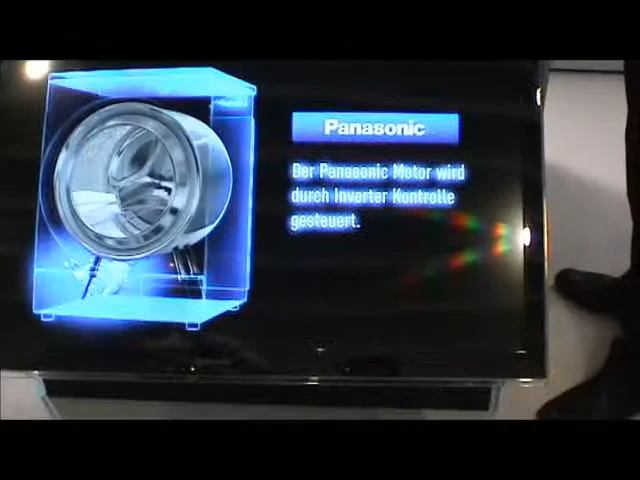 Panasonic
Der Panasonic Motor wird
durch Inverter Kontrolle
gesteuert.